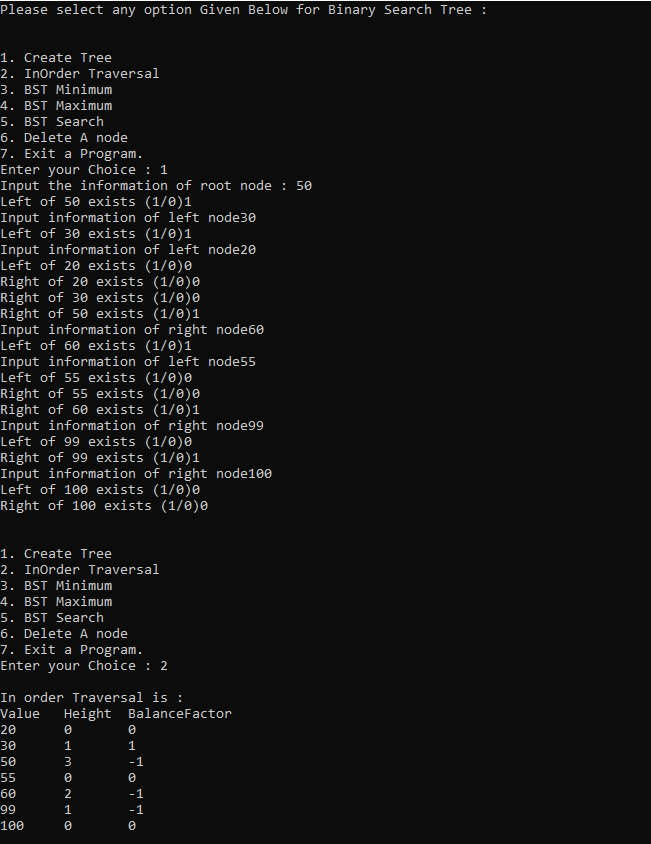 Please select any option Given Below for Binary Search Tree :
1. Create Tree
2. InOrder Traversal
3. BST Minimum
4. BST Maximum
5. BST Search
6. Delete A node
7. Exit a Program.
Enter your Choice : 1
Input the information of root node : 50
Left of 50 exists (1/0)1
Input information of left node30
Left of 30 exists (1/0)1
Input information of left node20
Left of 20 exists (1/0)0
Right of 20 exists (1/0)0
Right of 30 exists (1/0)0
Right of 50 exists (1/0)1
Input information of right node60
Left of 60 exists (1/0)1
Input information of left node55
Left of 55 exists (1/0)0
Right of 55 exists (1/0)0
Right of 60 exists (1/0)1
Input information of right node99
Left of 99 exists (1/0)0
Right of 99 exists (1/0)1
Input information of right node100
Left of 100 exists (1/0)0
Right of 100 exists (1/0)0
1. Create Tree
2. InOrder Traversal
3. BST Minimum
4. BST Maximum
5. BST Search
6. Delete A node
7. Exit a Program.
Enter your Choice : 2
In order Traversal is :
Value   Height  BalanceFactor
20      0       0
30      1       1
50      3       -1
55      0       0
60      2       -1
99      1       -1
100     0       0